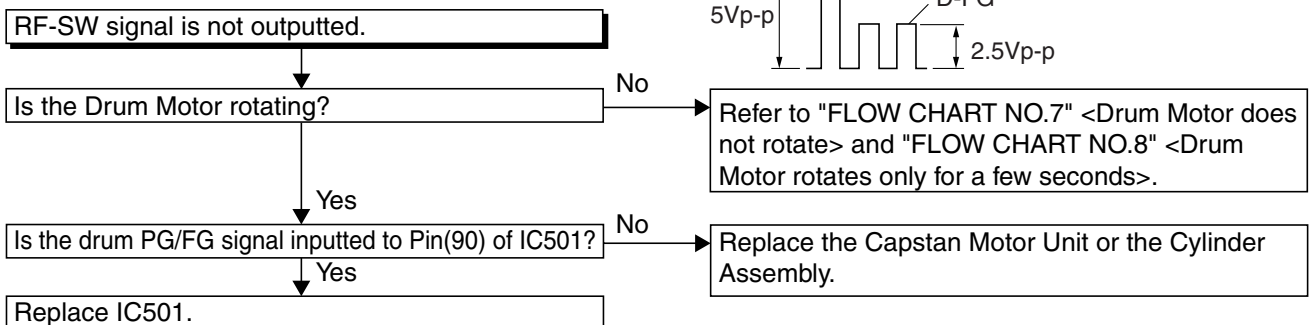 D-FG
5Vp-p
2.5Vp-p
RF-SW signal is not outputted.
No
Is the Drum Motor rotating?
Refer to "FLOW CHART NO.7" <Drum Motor does
not rotate> and "FLOW CHART NO.8" <Drum
Motor rotates only for a few seconds>.
Yes
Is the drum PG/FG signal inputted to Pin(90) of IC501?
No
Replace the Capstan Motor Unit or the Cylinder
Assembly.
Yes
Replace IC501.